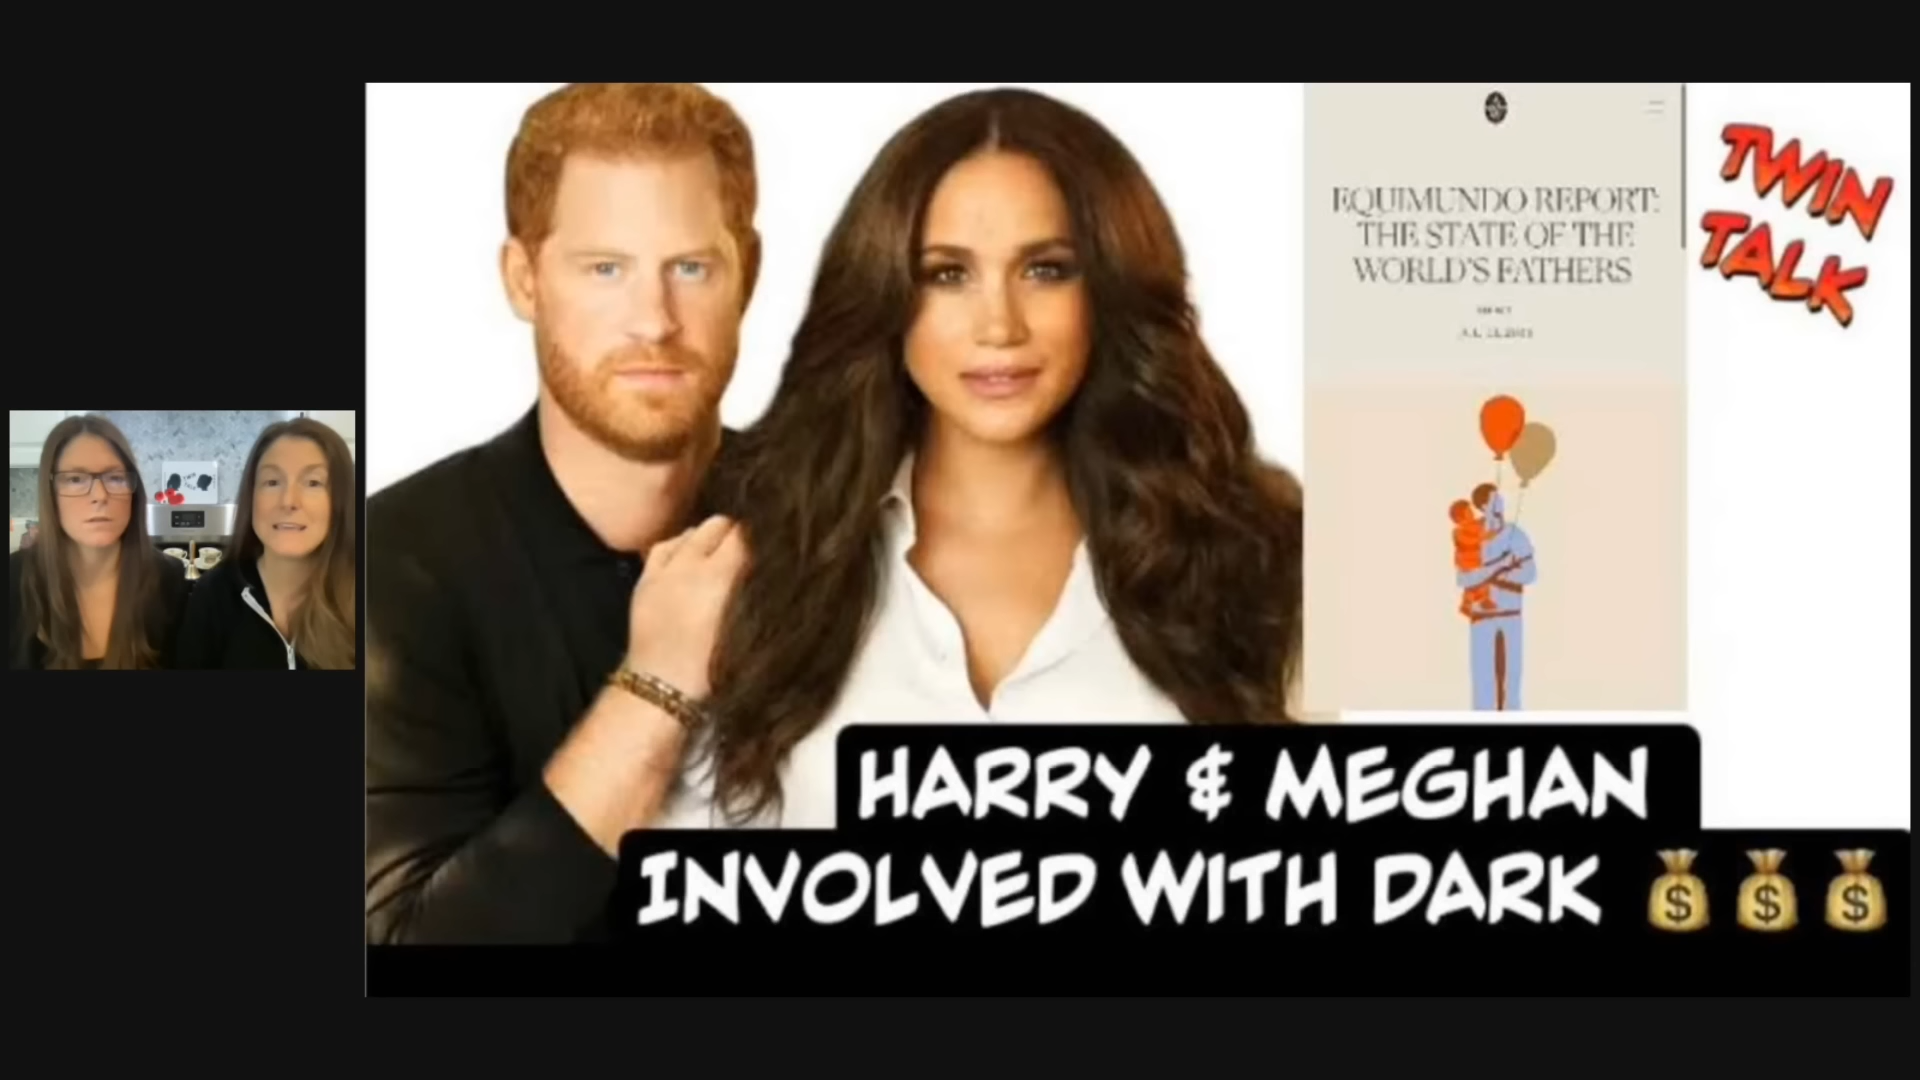 EQUIMUNDO REPORT:
THE STATE OF THE
WORLD'S FATHERS
TWIN
TALK
HARRY & MEGHAN
INVOLVED WITH DARK